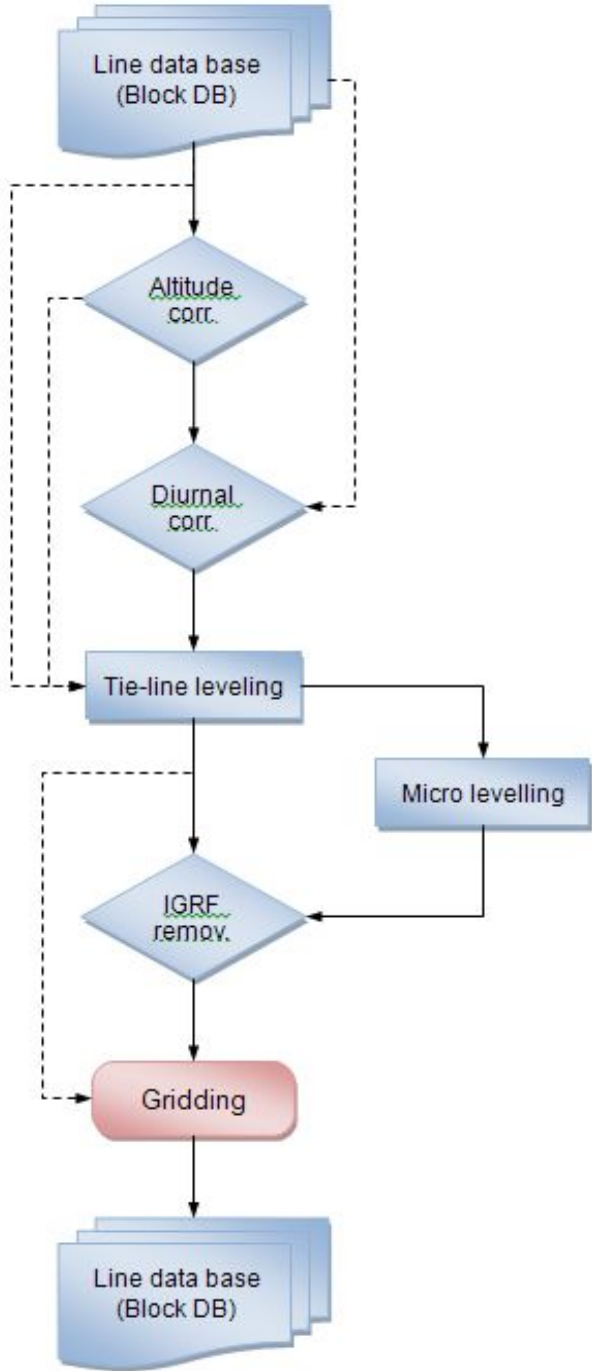 Line data base
(Block DB)
Altitude
corr.
Diurnal
corr.
Tie-line leveling
Micro levelling
IGRF
remov.
Gridding
Line data base
(Block DB)